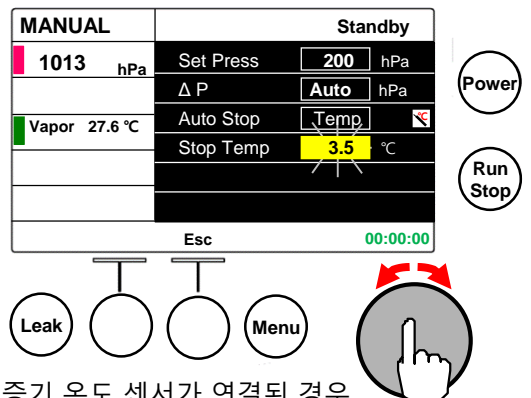 MANUAL Standby
1013 hPa
Set Press 200 hPa
Δ P Auto hPa
Auto Stop Temp ℃
Vapor 27.6 ℃
Stop Temp 3.5 ℃
Esc 00:00:00
Power
Run
Stop
Leak
Menu
증기 온도 센서가 연결된 경우